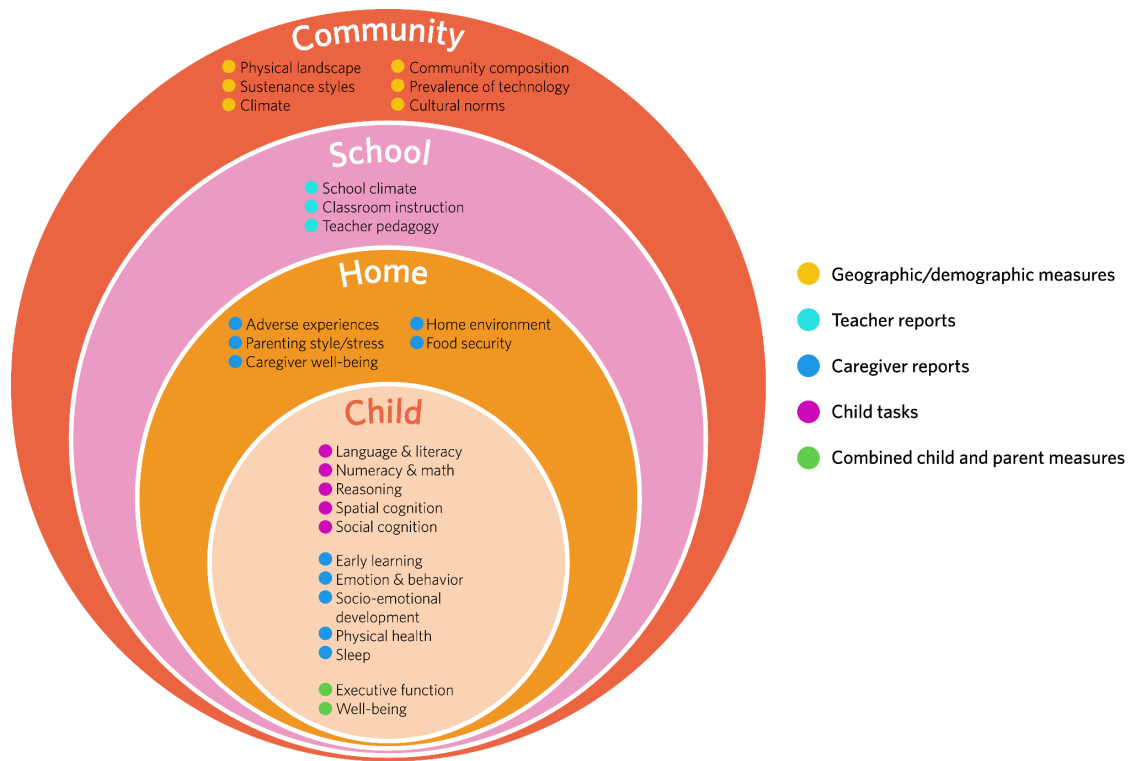 Community
Physical landscape
Sustenance styles
Climate
Community composition
Prevalence of technology
Cultural norms
School
School climate
Classroom instruction
Teacher pedagogy
Home
Adverse experiences
Parenting style/stress
Caregiver well-being
Home environment
Food security
Child
Language & literacy
Numeracy & math
Reasoning
Spatial cognition
Social cognition
Early learning
Emotion & behavior
Socio-emotional
development
Physical health
Sleep
Executive function
Well-being
Geographic/demographic measures
Teacher reports
Caregiver reports
Child tasks
Combined child and parent measures